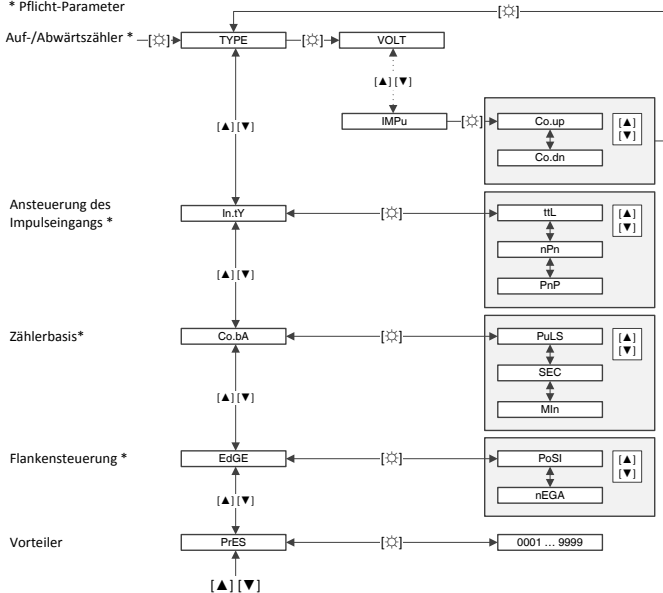 * Pflicht-Parameter
[☼]
Auf-/Abwärtszähler * [☼] TYPE [☼] VOLT
[▲] [▼]
[▲] [▼] IMPu [☼] Co.up [▲]
[▼]
Co.dn
Ansteuerung des
Impulseingangs * In.tY [☼] ttL [▲]
[▼]
nPn
[▲] [▼] PnP
Zählerbasis* Co.bA [☼] PuLS [▲]
[▼]
SEC
[▲] [▼]
MIn
Flankensteuerung * EdGE [☼] PoSI [▲]
[▼]
[▲] [▼] nEGA
Vorteiler PrES [☼] 0001 ... 9999
[▲] [▼]